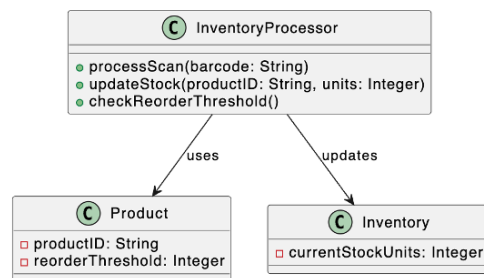 C InventoryProcessor
processScan(barcode: String)
updateStock(productID: String, units: Integer)
checkReorderThreshold()
uses
updates
C Product
productID: String
reorderThreshold: Integer
C Inventory
currentStockUnits: Integer